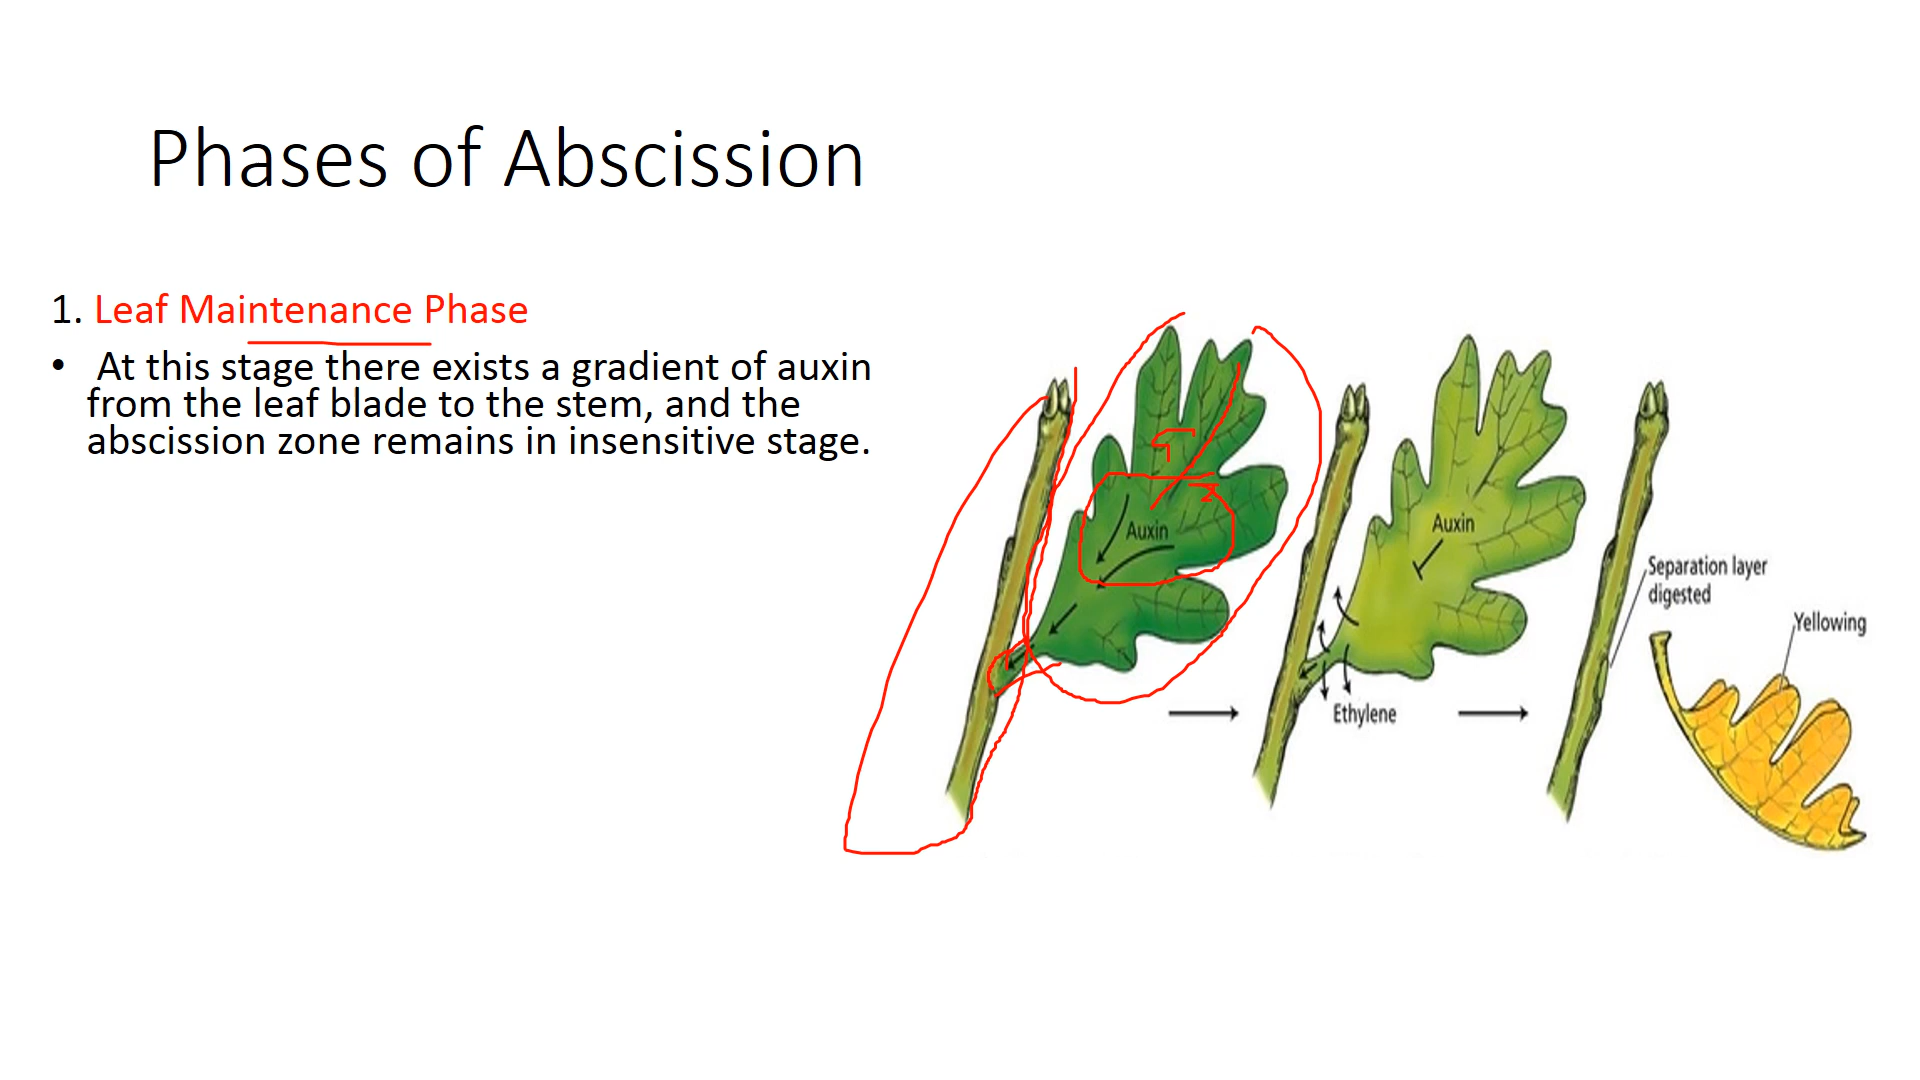 Phases of Abscission
1. Leaf Maintenance Phase
• At this stage there exists a gradient of auxin
from the leaf blade to the stem, and the
abscission zone remains in insensitive stage.
Auxin
Auxin
Ethylene
Separation layer
digested
Yellowing